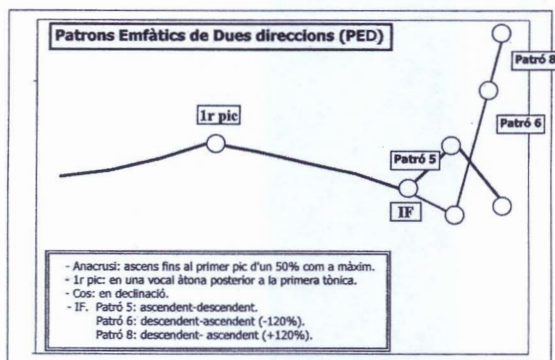 Patrons Emfàtics de Dues direccions (PED)
Patró 8
1r pic
Patró 6
Patró 5
IF
- Anacrusi: ascens fins al primer pic d'un 50% com a màxim.
- 1r pic: en una vocal àtona posterior a la primera tònica.
- Cos: en declinació.
- IF. Patró 5: ascendent-descendent.
Patró 6: descendent-ascendent (-120%).
Patró 8: descendent- ascendent (+120%).